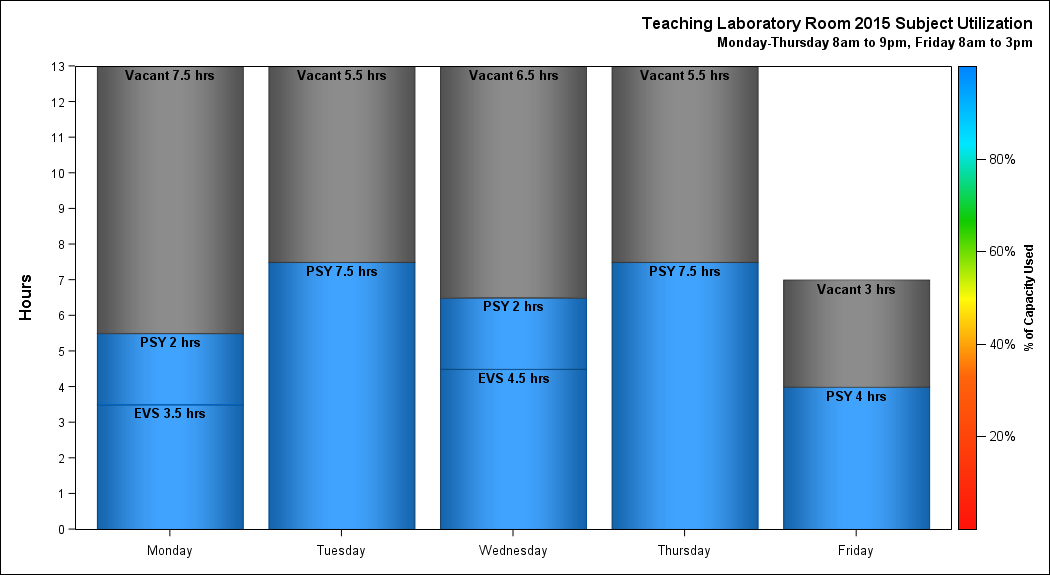 Teaching Laboratory Room 2015 Subject Utilization
Monday-Thursday 8am to 9pm, Friday 8am to 3pm
Hours
13
12
11
10
9
8
7
6
5
4
3
2
1
0
Vacant 7.5 hrs
PSY 2 hrs
EVS 3.5 hrs
Vacant 5.5 hrs
PSY 7.5 hrs
Vacant 6.5 hrs
PSY 2 hrs
EVS 4.5 hrs
Vacant 5.5 hrs
PSY 7.5 hrs
Vacant 3 hrs
PSY 4 hrs
Monday
Tuesday
Wednesday
Thursday
Friday
80%
60%
40%
20%
% of Capacity Used